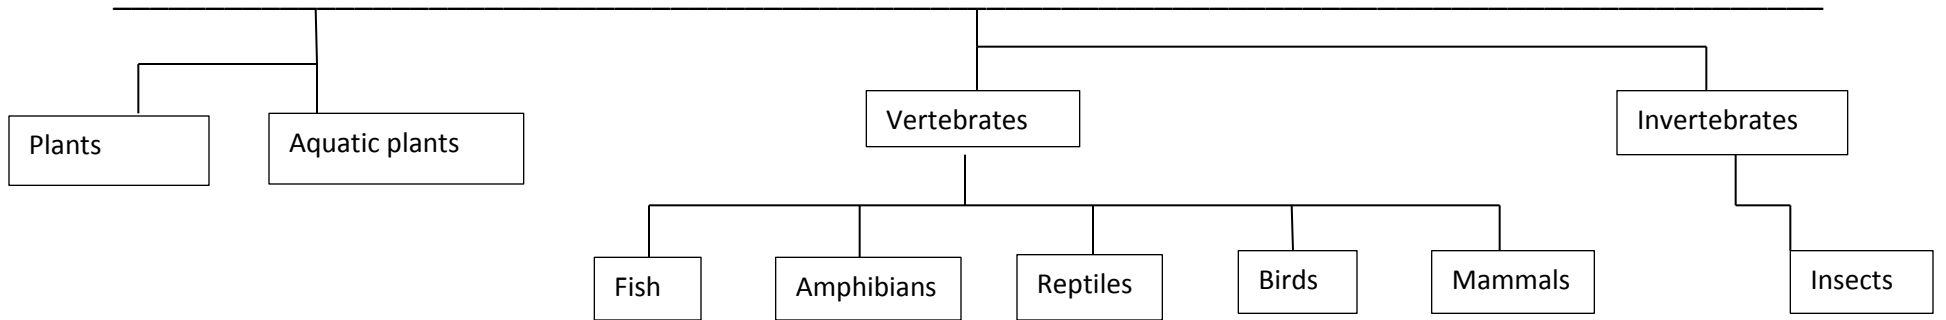 Plants
Aquatic plants
Vertebrates
Invertebrates
Fish
Amphibians
Reptiles
Birds
Mammals
Insects